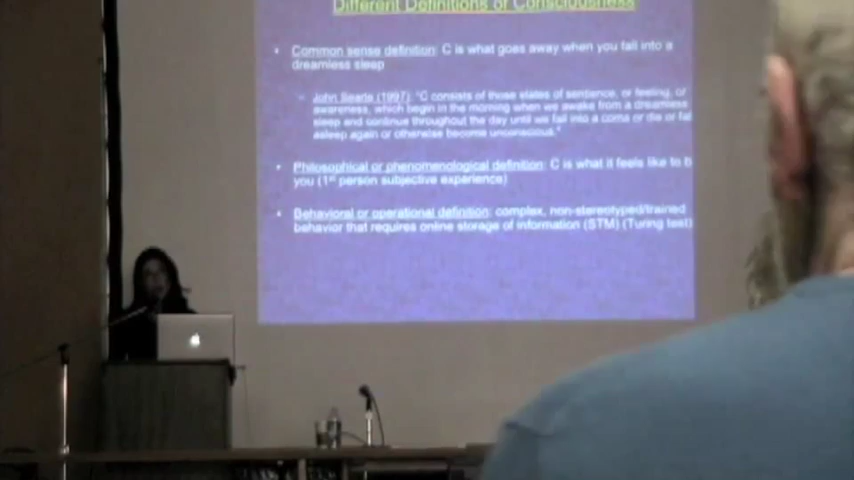 Different Definitions of Consciousness
• Common sense definition: C is what goes away when you fall into a
dreamless sleep
– John Searle (1997): "C consists of those states of sentence, or feeling, or
awareness, which begin in the morning when we awake from a dreamless
sleep and continue throughout the day until we fall into a coma or die or fal
asleep again or otherwise become unconscious."
• Philosophical or phenomenological definition: C is what it feels like to b
you (1st person subjective experience)
• Behavioral or operational definition: complex, non-stereotyped/trained
behavior that requires online storage of information (STM) (Turing test)